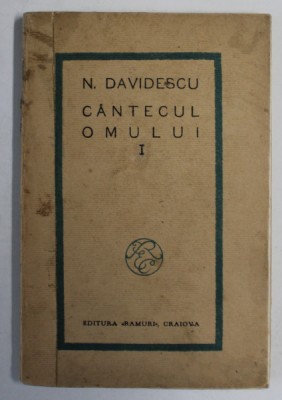 N. DAVIDESCU
CÂNTECUL
OMULUI
I
EDITURA «RAMURI», CRAIOVA